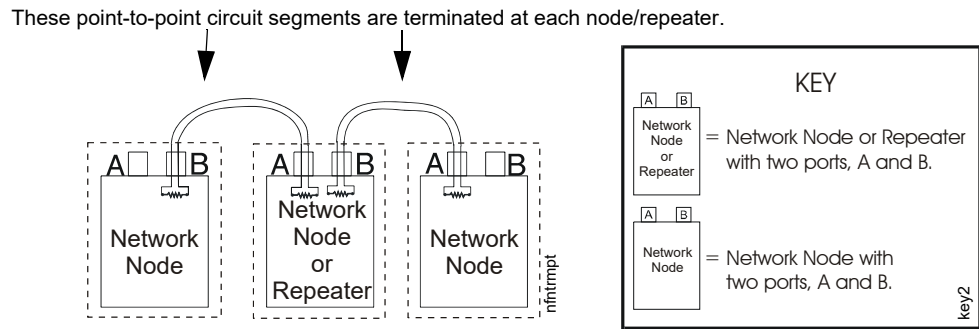 These point-to-point circuit segments are terminated at each node/repeater.
A B
Network
Node
A B
Network
Node
or
Repeater
A B
Network
Node
nfntrmpt
KEY
A B
Network
Node
or
Repeater
= Network Node or Repeater
with two ports, A and B.
A B
Network
Node
= Network Node with
two ports, A and B.
key2